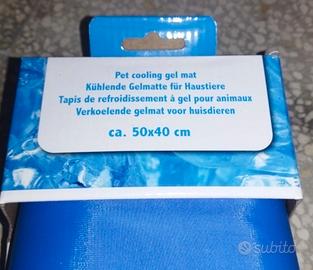 Pet cooling gel mat
Kühlende Gelmatte für Haustiere
Tapis de refroidissement à gel pour animaux
Verkoelende gelmat voor huisdieren
ca. 50x40 cm
subito